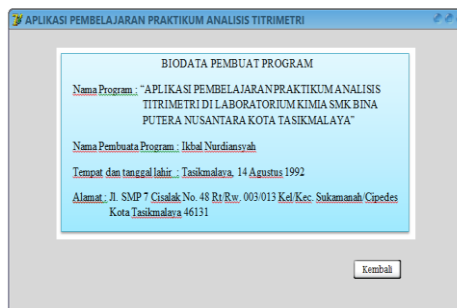 APLIKASI PEMBELAJARAN PRAKTIKUM ANALISIS TITRIMETRI
BIODATA PEMBUAT PROGRAM
Nama Program : “APLIKASI PEMBELAJARAN PRAKTIKUM ANALISIS
TITRIMETRI DI LABORATORIUM KIMIA SMK BINA
PUTERA NUSANTARA KOTA TASIKMALAYA”
Nama Pembuata Program : Ikbal Nurdiansyah
Tempat dan tanggal lahir : Tasikmalaya, 14 Agustus 1992
Alamat : Jl. SMP 7 Cisalak No. 48 Rt/Rw. 003/013 Kel/Kec. Sukamanah/Cipedes
Kota Tasikmalaya 46131
Kembali